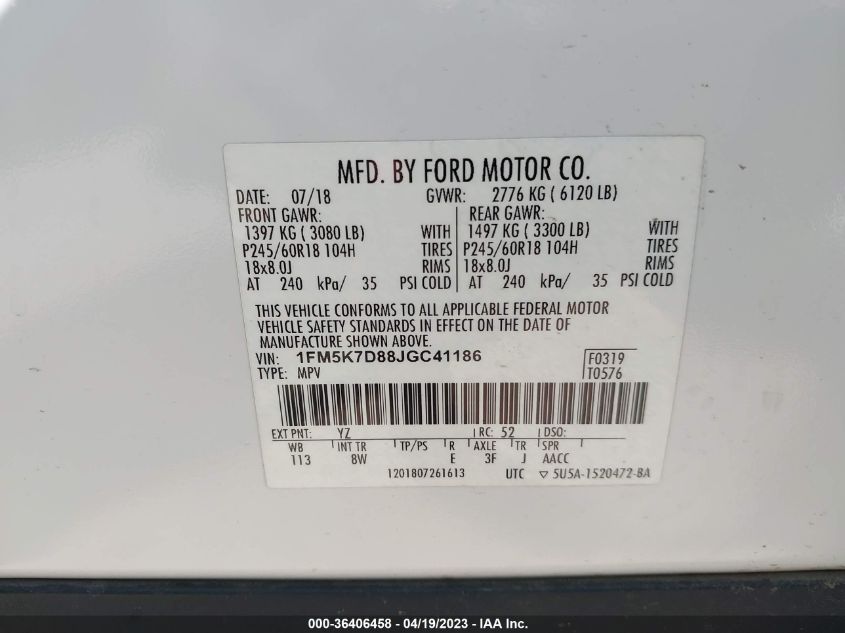 MFD. BY FORD MOTOR CO.
DATE: 07/18 GVWR: 2776 KG ( 6120 LB)
FRONT GAWR: REAR GAWR:
1397 KG ( 3080 LB) WITH 1497 KG ( 3300 LB) WITH
P245/60R18 104H TIRES P245/60R18 104H TIRES
18x8.0J RIMS 18x8.0J RIMS
AT 240 kPa/ 35 PSI COLD AT 240 kPa/ 35 PSI COLD
THIS VEHICLE CONFORMS TO ALL APPLICABLE FEDERAL MOTOR
VEHICLE SAFETY STANDARDS IN EFFECT ON THE DATE OF
MANUFACTURE SHOWN ABOVE.
VIN: 1FM5K7D88JGC41186 F0319
TYPE: MPV T0576
EXT PNT: YZ RC: 52 DSO:
WB INT TR TP/PS R AXLE TR SPR
113 8W E 3F J AACC
1201807261613 UTC ▽ 5U5A-1520472-BA
000-36406458 - 04/19/2023 - IAA Inc.